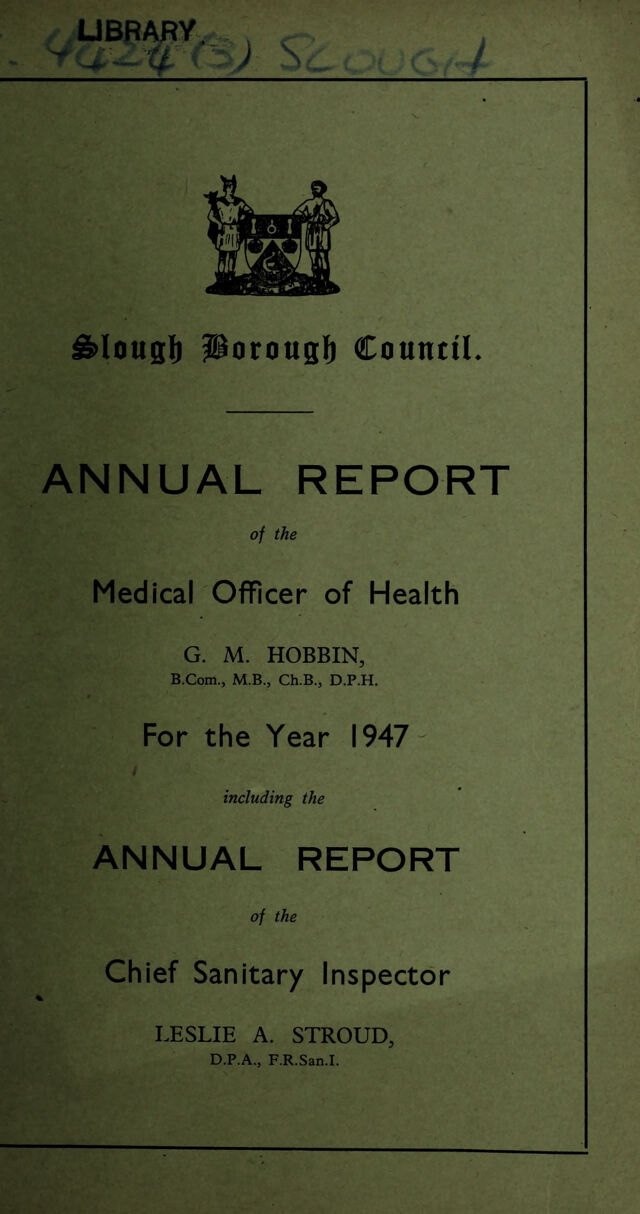 LIBRARY
SLOUGH
Slough Borough Council.
ANNUAL REPORT
of the
Medical Officer of Health
G. M. HOBBIN,
B.Com., M.B., Ch.B., D.P.H.
For the Year 1947
including the
ANNUAL REPORT
of the
Chief Sanitary Inspector
LESLIE A. STROUD,
D.P.A., F.R.San.I.